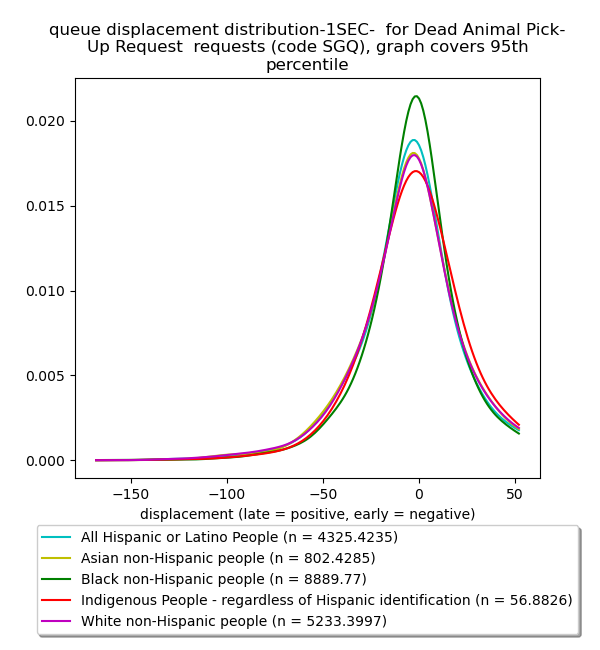 queue displacement distribution-1SEC-  for Dead Animal Pick-
Up Request  requests (code SGQ), graph covers 95th
percentile
0.020
0.015
0.010
0.005
0.000
−150
−100
−50
0
50
displacement (late = positive, early = negative)
All Hispanic or Latino People (n = 4325.4235)
Asian non-Hispanic people (n = 802.4285)
Black non-Hispanic people (n = 8889.77)
Indigenous People - regardless of Hispanic identification (n = 56.8826)
White non-Hispanic people (n = 5233.3997)